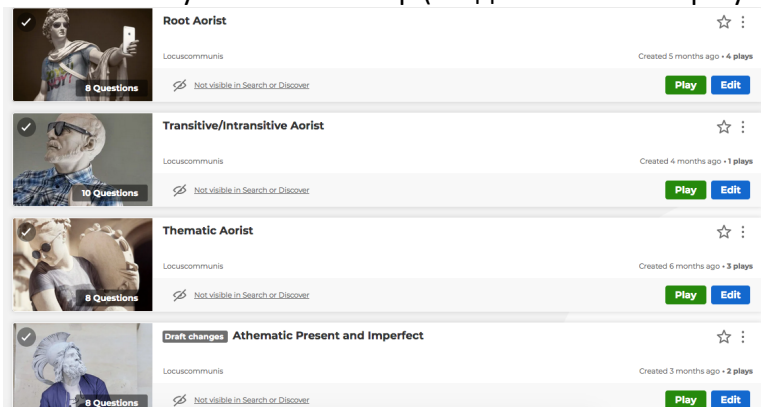 Root Aorist
Locuscommunis
Created 5 months ago • 4 plays
8 Questions
Not visible in Search or Discover
Play
Edit
Transitive/Intransitive Aorist
Locuscommunis
Created 4 months ago • 1 plays
10 Questions
Not visible in Search or Discover
Play
Edit
Thematic Aorist
Locuscommunis
Created 6 months ago • 3 plays
8 Questions
Not visible in Search or Discover
Play
Edit
Draft changes Athematic Present and Imperfect
Locuscommunis
Created 3 months ago • 2 plays
8 Questions
Not visible in Search or Discover
Play
Edit